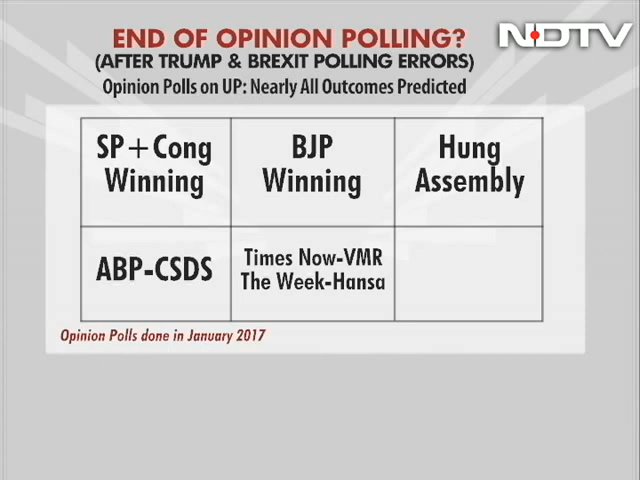 END OF OPINION POLLING?
NDTV
(AFTER TRUMP & BREXIT POLLING ERRORS)
Opinion Polls on UP: Nearly All Outcomes Predicted
SP+Cong
Winning
BJP
Winning
Hung
Assembly
ABP-CSDS
Times Now-VMR
The Week-Hansa
Opinion Polls done in January 2017